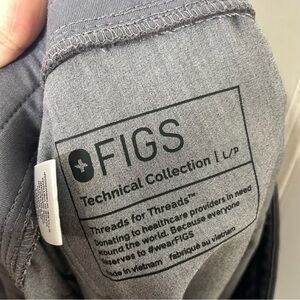 FIGS
Technical Collection | L/P
Threads for Threads™
Donating to healthcare providers in need
around the world. Because everyone
deserves to #wearFIGS
made in vietnam fabriqué au vietnam